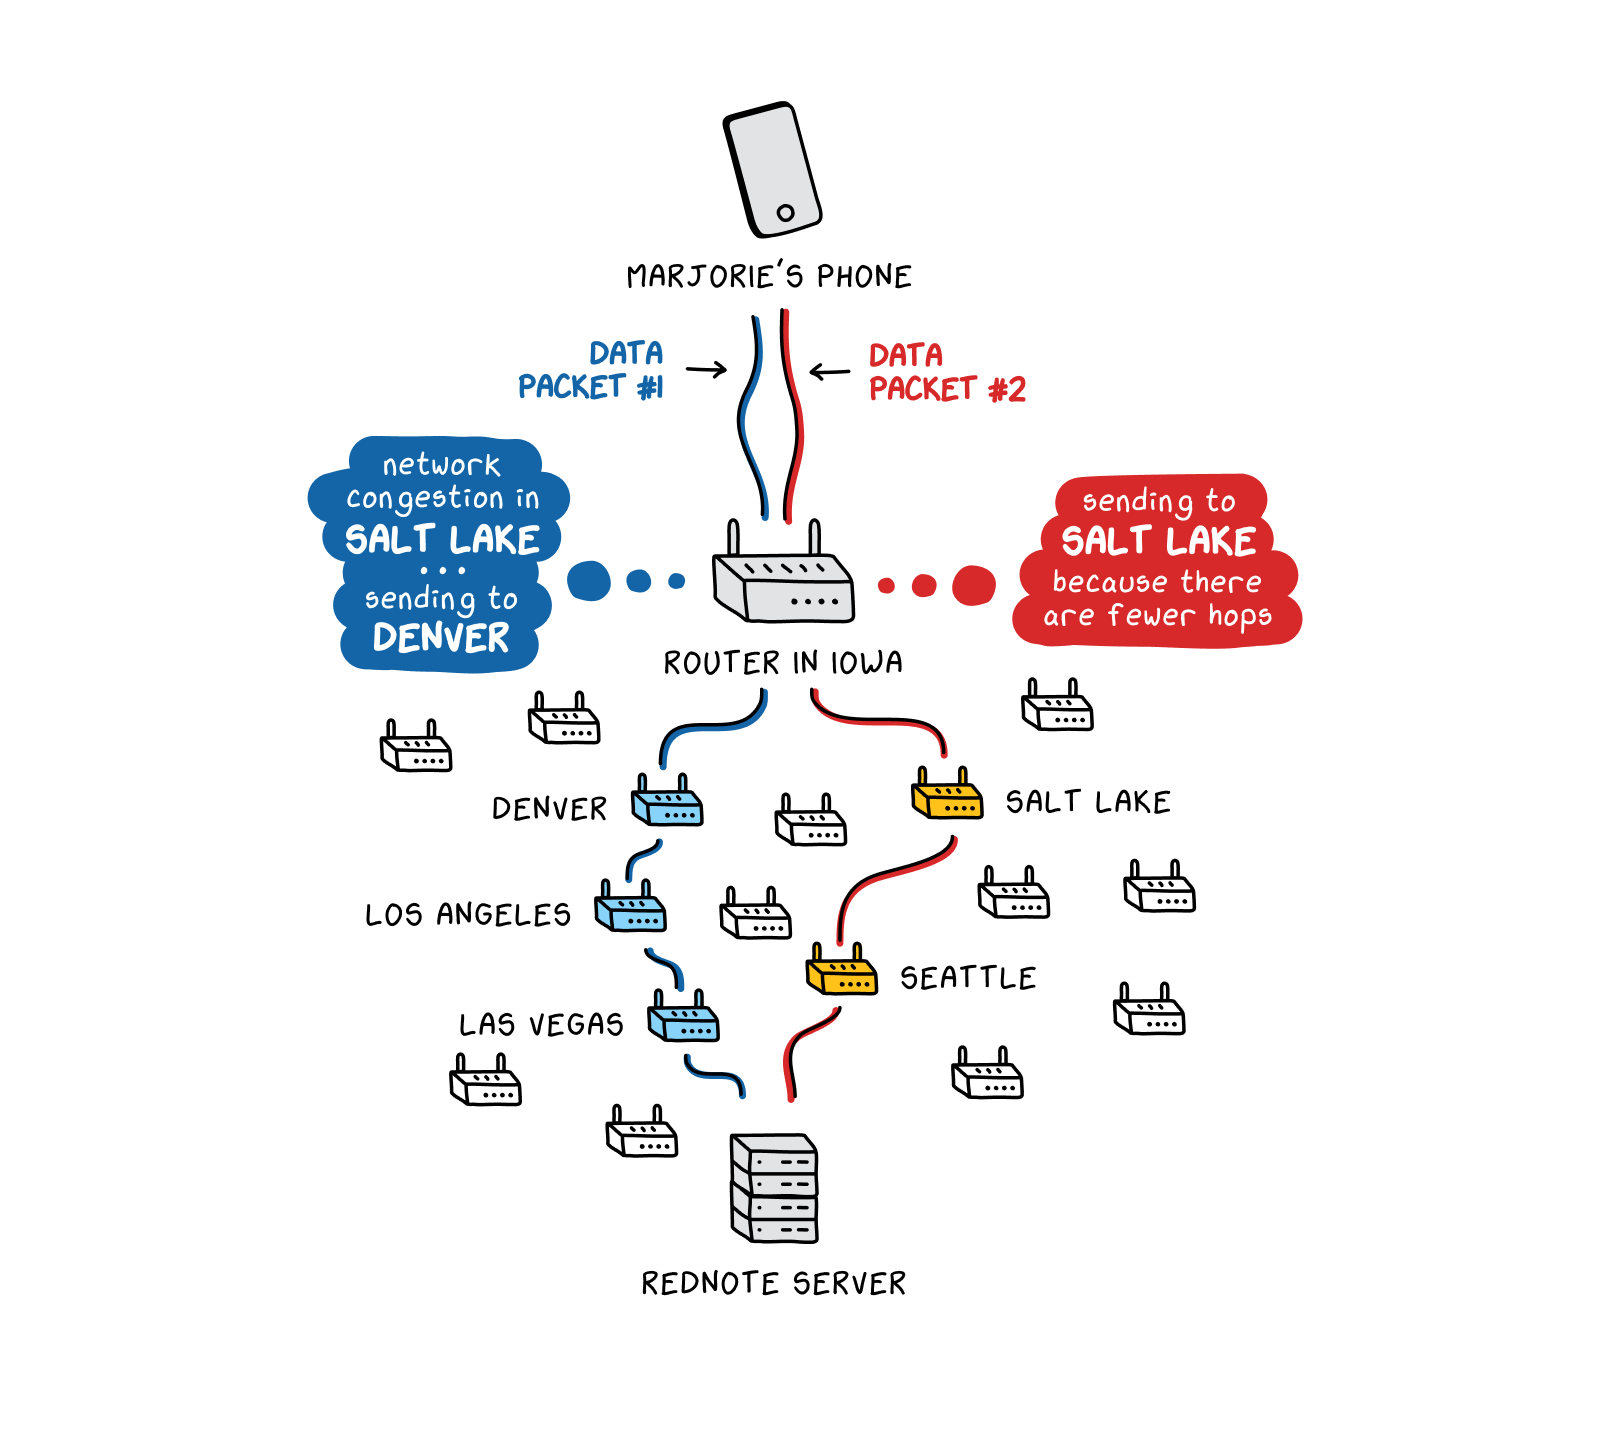 MARJORIE'S PHONE
DATA
PACKET #1
DATA
PACKET #2
network
congestion in
SALT LAKE
...
sending to
DENVER
sending to
SALT LAKE
because there
are fewer hops
ROUTER IN IOWA
DENVER
SALT LAKE
LOS ANGELES
SEATTLE
LAS VEGAS
REDNOTE SERVER